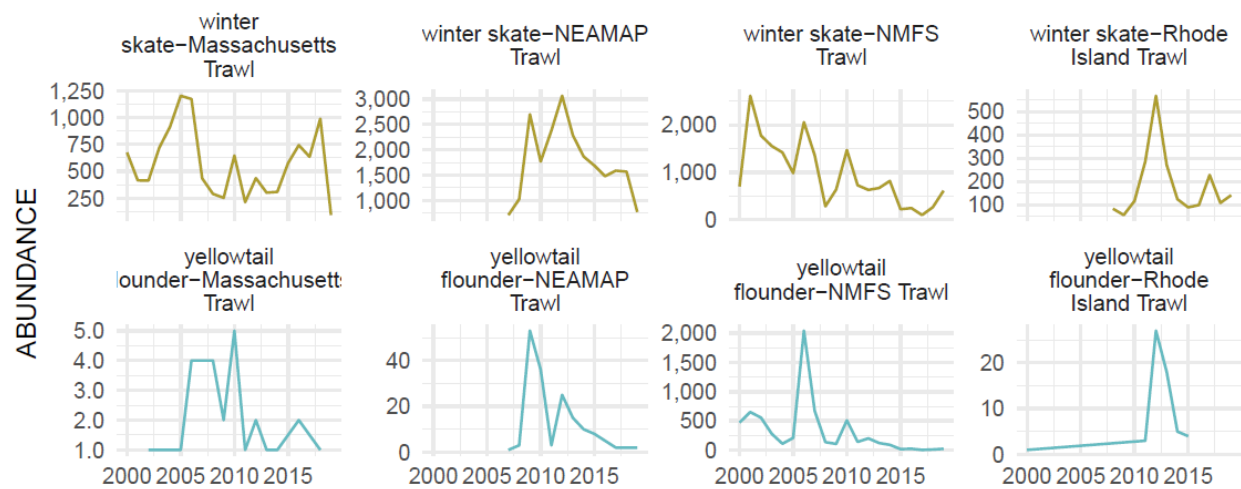 winter
skate−Massachusetts
Trawl
winter skate−NEAMAP
Trawl
winter skate−NMFS
Trawl
winter skate−Rhode
Island Trawl
1,250
1,000
750
500
250
3,000
2,500
2,000
1,500
1,000
2,000
1,000
0
500
400
300
200
100
ABUNDANCE
yellowtail
lounder−Massachusetts
Trawl
yellowtail
flounder−NEAMAP
Trawl
yellowtail
flounder−NMFS Trawl
yellowtail
flounder−Rhode
Island Trawl
5.0
4.0
3.0
2.0
1.0
40
20
0
2,000
1,500
1,000
500
0
20
10
0
2000 2005 2010 2015
2000 2005 2010 2015
2000 2005 2010 2015
2000 2005 2010 2015